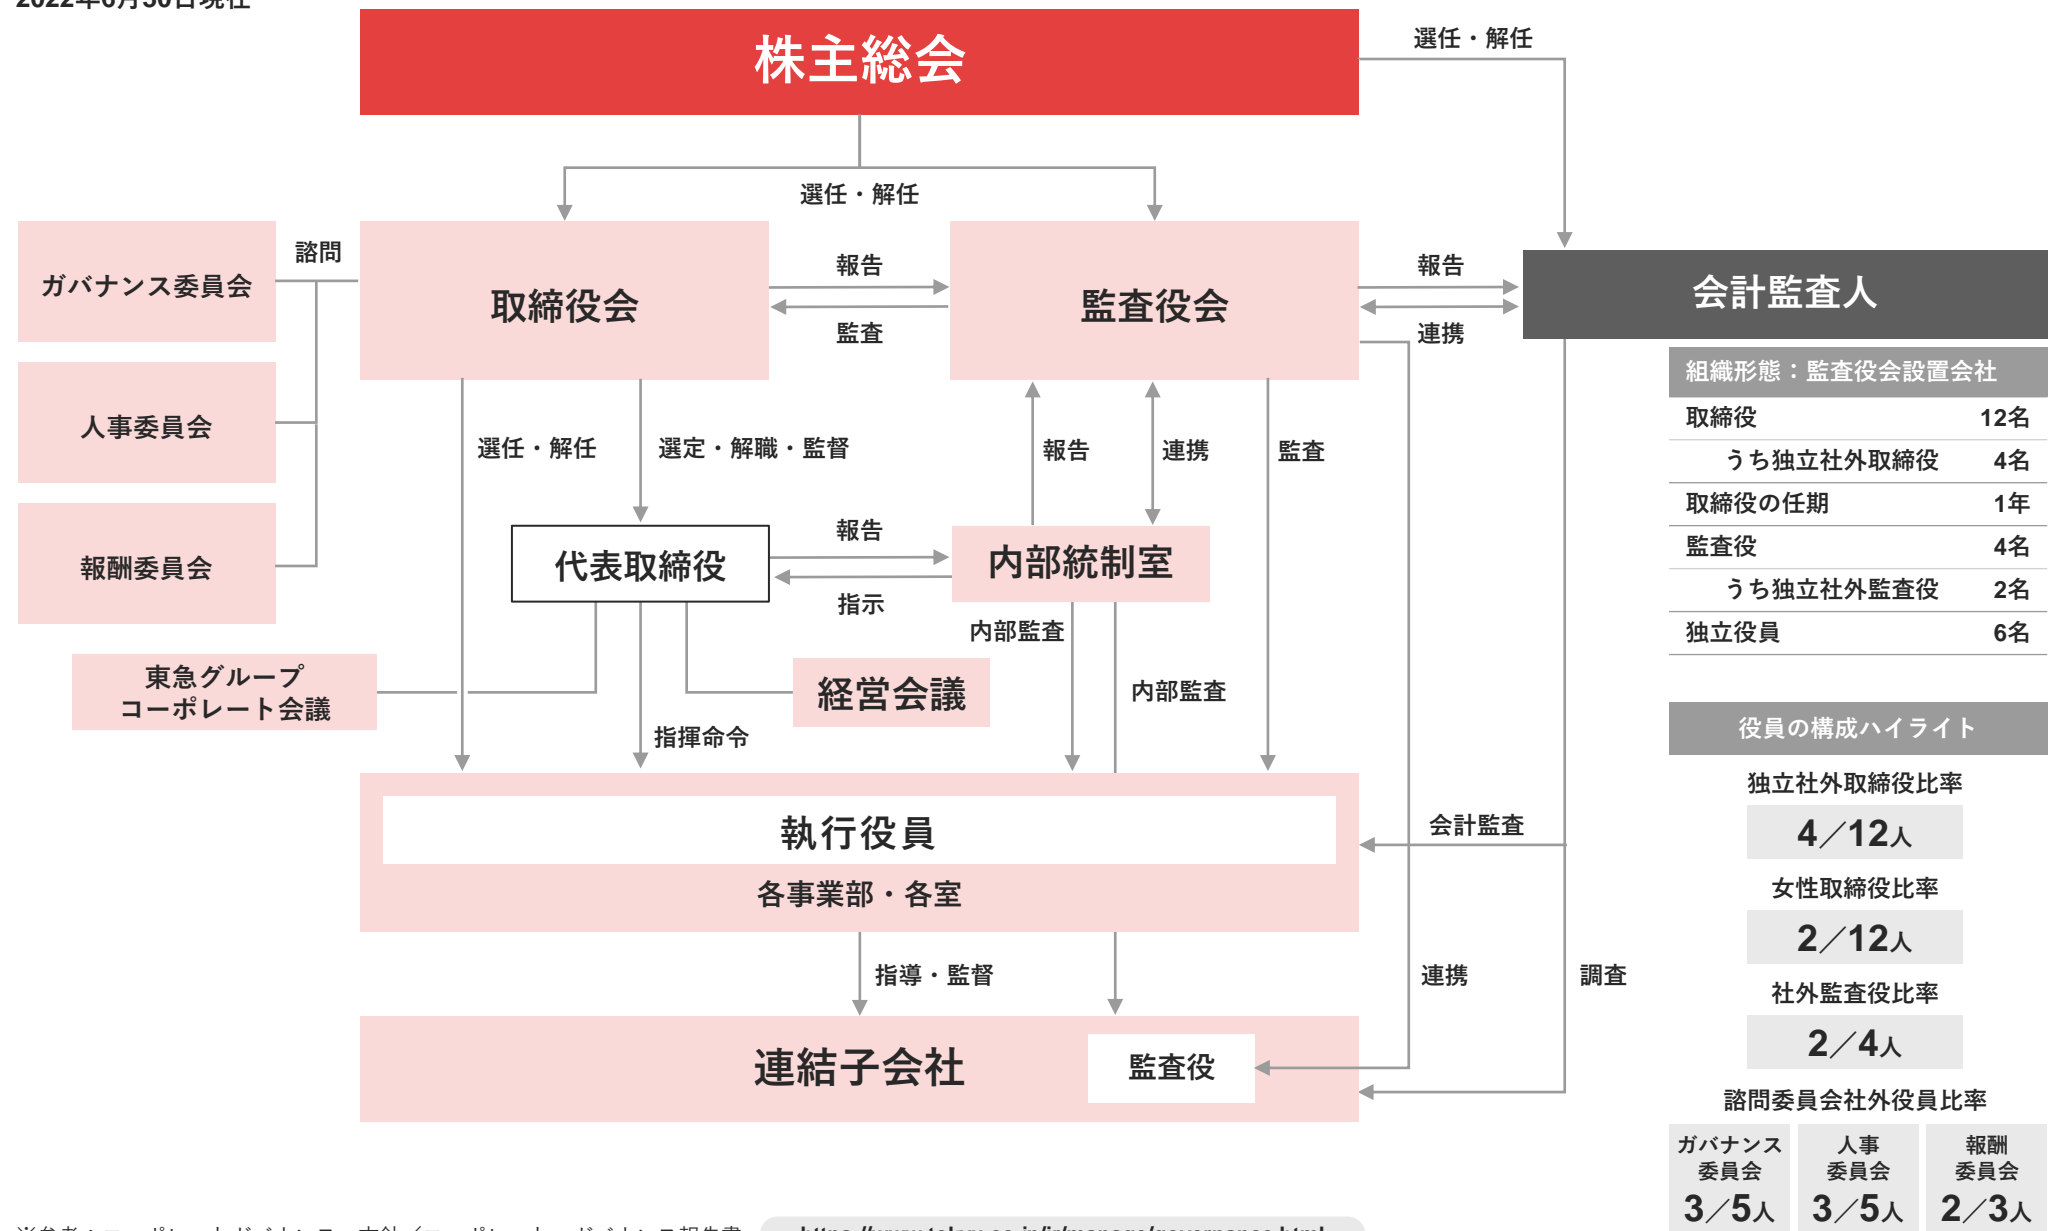 2022年6月30日現在
株主総会
選任・解任
選任・解任
ガバナンス委員会
諮問
取締役会
報告
監査
監査役会
報告
連携
会計監査人
人事委員会
報酬委員会
選任・解任
選定・解職・監督
報告
連携
監査
代表取締役
報告
指示
内部統制室
内部監査
内部監査
東急グループ
コーポレート会議
経営会議
指揮命令
執行役員
各事業部・各室
会計監査
指導・監督
連携
調査
連結子会社
監査役
組織形態：監査役会設置会社
取締役 12名
うち独立社外取締役 4名
取締役の任期 1年
監査役 4名
うち独立社外監査役 2名
独立役員 6名
役員の構成ハイライト
独立社外取締役比率
4／12人
女性取締役比率
2／12人
社外監査役比率
2／4人
諮問委員会社外役員比率
ガバナンス
委員会
3／5人
人事
委員会
3／5人
報酬
委員会
2／3人